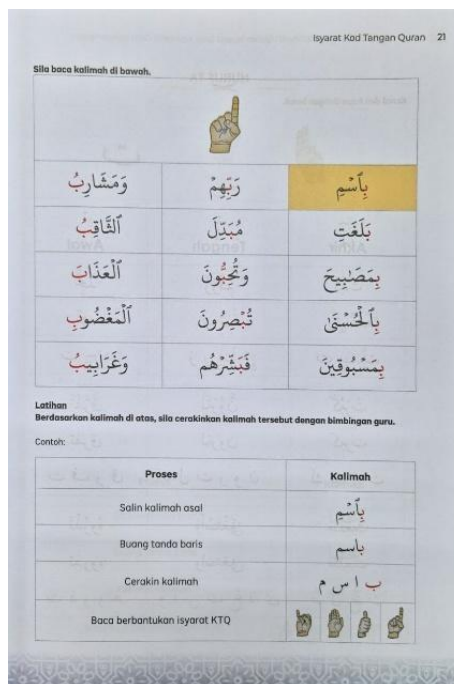 Isyarat Kod Tangan Quran 21
Sila baca kalimah di bawah.
بِٱسۡمِ رَبِّهِمۡ وَمَشَارِبُ
بَلَغَتِ مُبَدِّلَ ٱلثَّاقِبُ
بِمَصَٰبِيحَ وَتُحِبُّونَ ٱلۡعَذَابَ
بِٱلۡحُسۡنَى تُبۡصِرُونَ ٱلۡمَغۡضُوبِ
بِمَسۡبُوقِينَ فَبَشِّرۡهُم وَغَرَابِيبُ
Latihan
Berdasarkan kalimah di atas, sila cerakinkan kalimah tersebut dengan bimbingan guru.
Contoh:
Proses Kalimah
Salin kalimah asal بِٱسۡمِ
Buang tanda baris باسم
Cerakin kalimah ب ا س م
Baca berbantukan isyarat KTQ